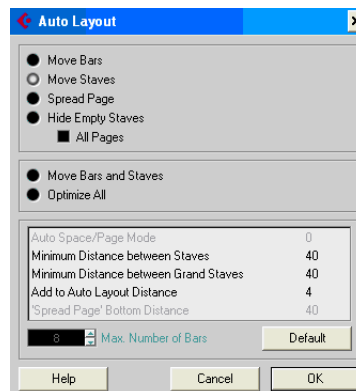 Auto Layout
Move Bars
Move Staves
Spread Page
Hide Empty Staves
All Pages
Move Bars and Staves
Optimize All
Auto Space/Page Mode 0
Minimum Distance between Staves 40
Minimum Distance between Grand Staves 40
Add to Auto Layout Distance 4
'Spread Page' Bottom Distance 40
8 Max. Number of Bars Default
Help Cancel OK